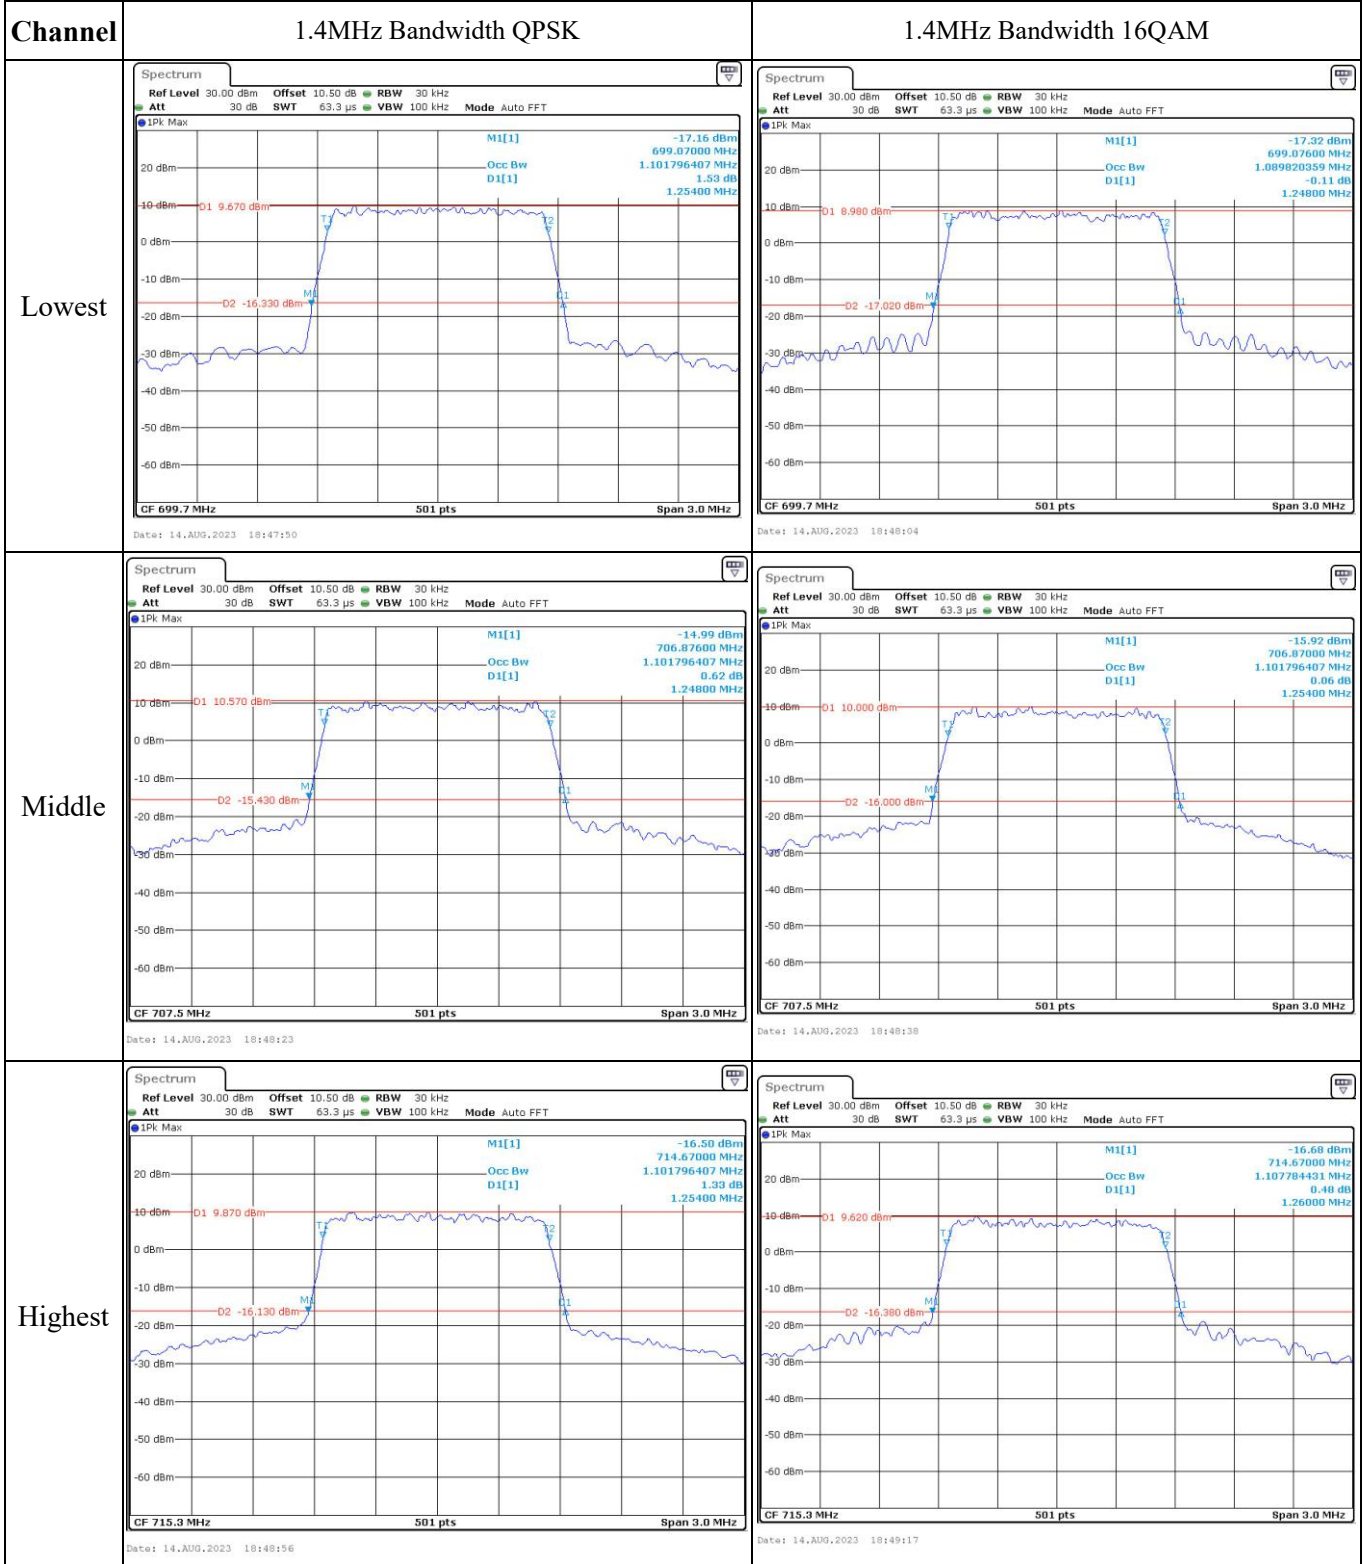 Channel 1.4MHz Bandwidth QPSK 1.4MHz Bandwidth 16QAM
Lowest
Spectrum
Ref Level 30.00 dBm Offset 10.50 dB RBW 30 kHz
Att 30 dB SWT 63.3 µs VBW 100 kHz Mode Auto FFT
1Pk Max
M1[1] -17.16 dBm
699.07000 MHz
Occ Bw 1.101796407 MHz
D1[1] 1.53 dB
1.25400 MHz
20 dBm
10 dBm
D1 9.670 dBm
T1
T2
0 dBm
-10 dBm
M1
D1
D2 -16.330 dBm
-20 dBm
-30 dBm
-40 dBm
-50 dBm
-60 dBm
CF 699.7 MHz 501 pts Span 3.0 MHz
Date: 14.AUG.2023 18:47:50
Spectrum
Ref Level 30.00 dBm Offset 10.50 dB RBW 30 kHz
Att 30 dB SWT 63.3 µs VBW 100 kHz Mode Auto FFT
1Pk Max
M1[1] -17.32 dBm
699.07600 MHz
Occ Bw 1.089820359 MHz
D1[1] -0.11 dB
1.24800 MHz
20 dBm
10 dBm
D1 8.980 dBm
T1
T2
0 dBm
-10 dBm
M1
D1
D2 -17.020 dBm
-20 dBm
-30 dBm
-40 dBm
-50 dBm
-60 dBm
CF 699.7 MHz 501 pts Span 3.0 MHz
Date: 14.AUG.2023 18:48:04
Middle
Spectrum
Ref Level 30.00 dBm Offset 10.50 dB RBW 30 kHz
Att 30 dB SWT 63.3 µs VBW 100 kHz Mode Auto FFT
1Pk Max
M1[1] -14.99 dBm
706.87600 MHz
Occ Bw 1.101796407 MHz
D1[1] 0.62 dB
1.24800 MHz
20 dBm
10 dBm
D1 10.570 dBm
T1
T2
0 dBm
-10 dBm
M1
D1
D2 -15.430 dBm
-20 dBm
-30 dBm
-40 dBm
-50 dBm
-60 dBm
CF 707.5 MHz 501 pts Span 3.0 MHz
Date: 14.AUG.2023 18:48:23
Spectrum
Ref Level 30.00 dBm Offset 10.50 dB RBW 30 kHz
Att 30 dB SWT 63.3 µs VBW 100 kHz Mode Auto FFT
1Pk Max
M1[1] -15.92 dBm
706.87000 MHz
Occ Bw 1.101796407 MHz
D1[1] 0.06 dB
1.25400 MHz
20 dBm
10 dBm
D1 10.000 dBm
T1
T2
0 dBm
-10 dBm
M1
D1
D2 -16.000 dBm
-20 dBm
-30 dBm
-40 dBm
-50 dBm
-60 dBm
CF 707.5 MHz 501 pts Span 3.0 MHz
Date: 14.AUG.2023 18:48:38
Highest
Spectrum
Ref Level 30.00 dBm Offset 10.50 dB RBW 30 kHz
Att 30 dB SWT 63.3 µs VBW 100 kHz Mode Auto FFT
1Pk Max
M1[1] -16.50 dBm
714.67000 MHz
Occ Bw 1.101796407 MHz
D1[1] 1.33 dB
1.25400 MHz
20 dBm
10 dBm
D1 9.870 dBm
T1
T2
0 dBm
-10 dBm
M1
D1
D2 -16.130 dBm
-20 dBm
-30 dBm
-40 dBm
-50 dBm
-60 dBm
CF 715.3 MHz 501 pts Span 3.0 MHz
Date: 14.AUG.2023 18:48:56
Spectrum
Ref Level 30.00 dBm Offset 10.50 dB RBW 30 kHz
Att 30 dB SWT 63.3 µs VBW 100 kHz Mode Auto FFT
1Pk Max
M1[1] -16.68 dBm
714.67000 MHz
Occ Bw 1.107784431 MHz
D1[1] 0.48 dB
1.26000 MHz
20 dBm
10 dBm
D1 9.620 dBm
T1
T2
0 dBm
-10 dBm
M1
D1
D2 -16.380 dBm
-20 dBm
-30 dBm
-40 dBm
-50 dBm
-60 dBm
CF 715.3 MHz 501 pts Span 3.0 MHz
Date: 14.AUG.2023 18:49:17